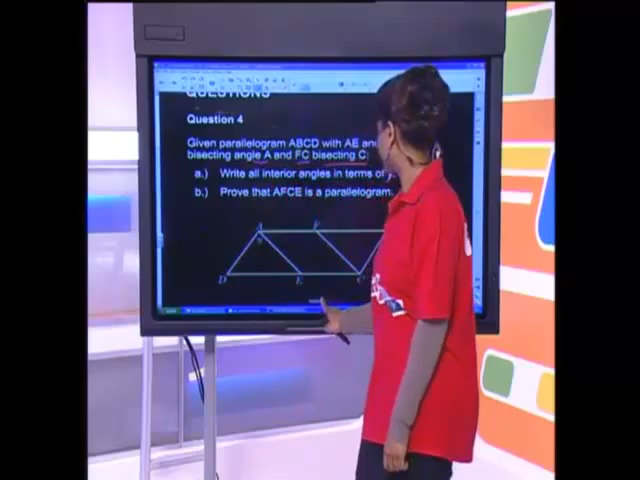 QUESTIONS
Question 4
Given parallelogram ABCD with AE and
bisecting angle A and FC bisecting C
a.) Write all interior angles in terms of y.
b.) Prove that AFCE is a parallelogram.
A F
D E C